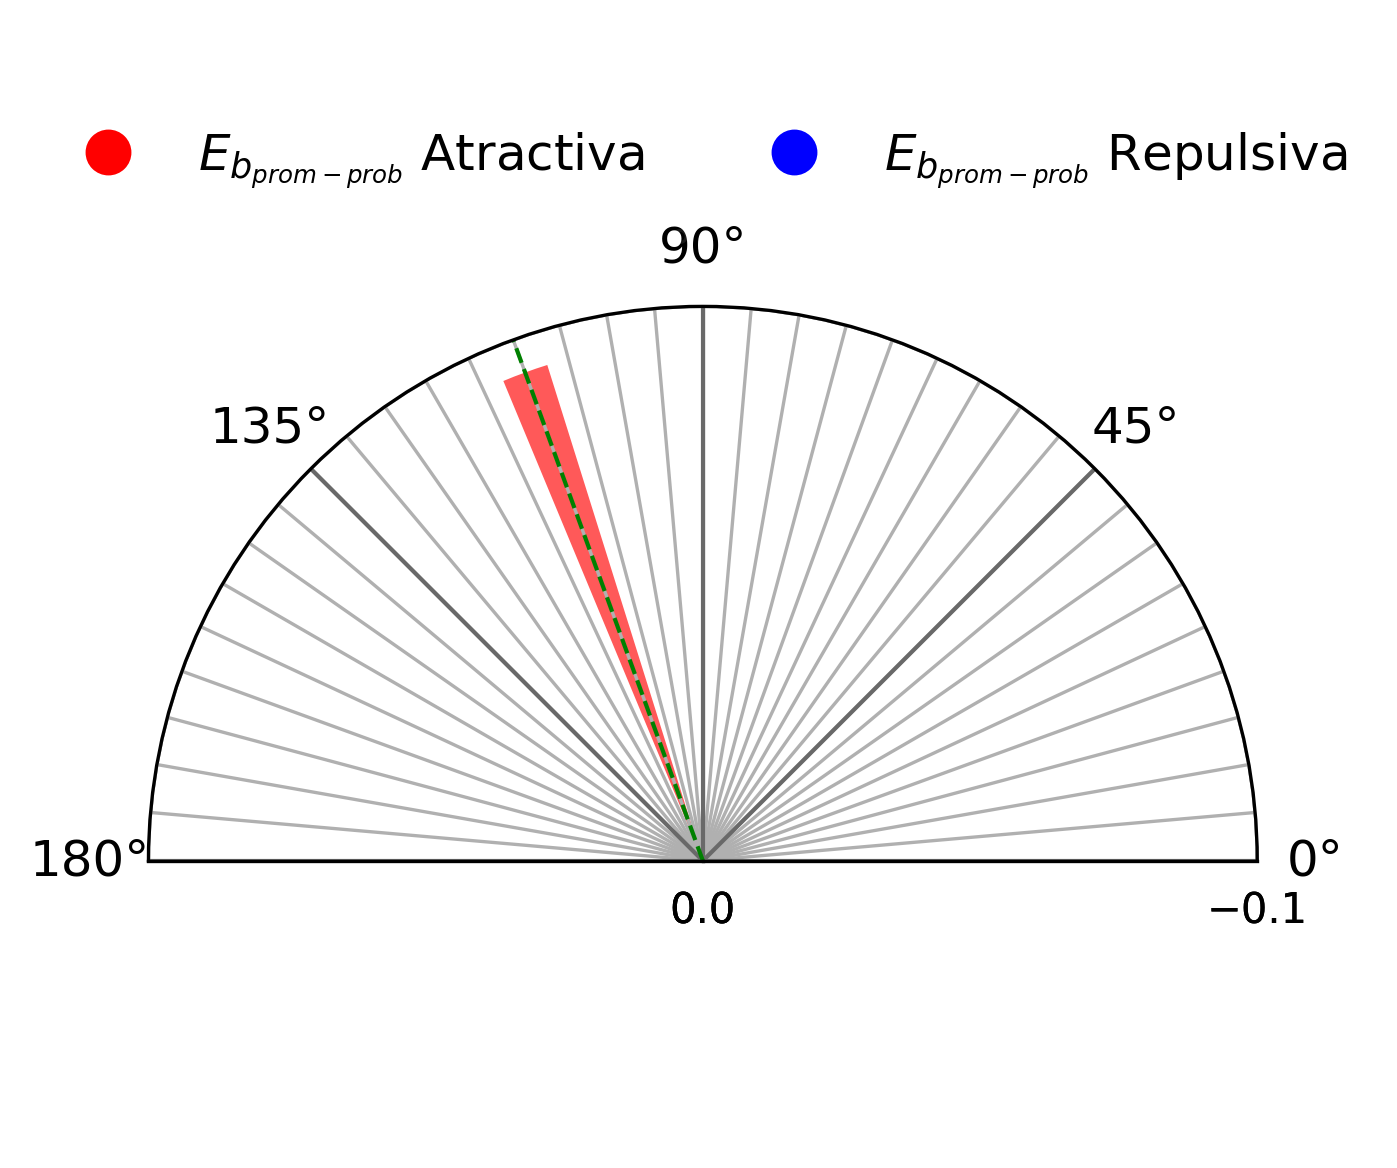 E_{b_{prom-prob}} Atractiva E_{b_{prom-prob}} Repulsiva
90°
135° 45°
180° 0°
0.0 −0.1